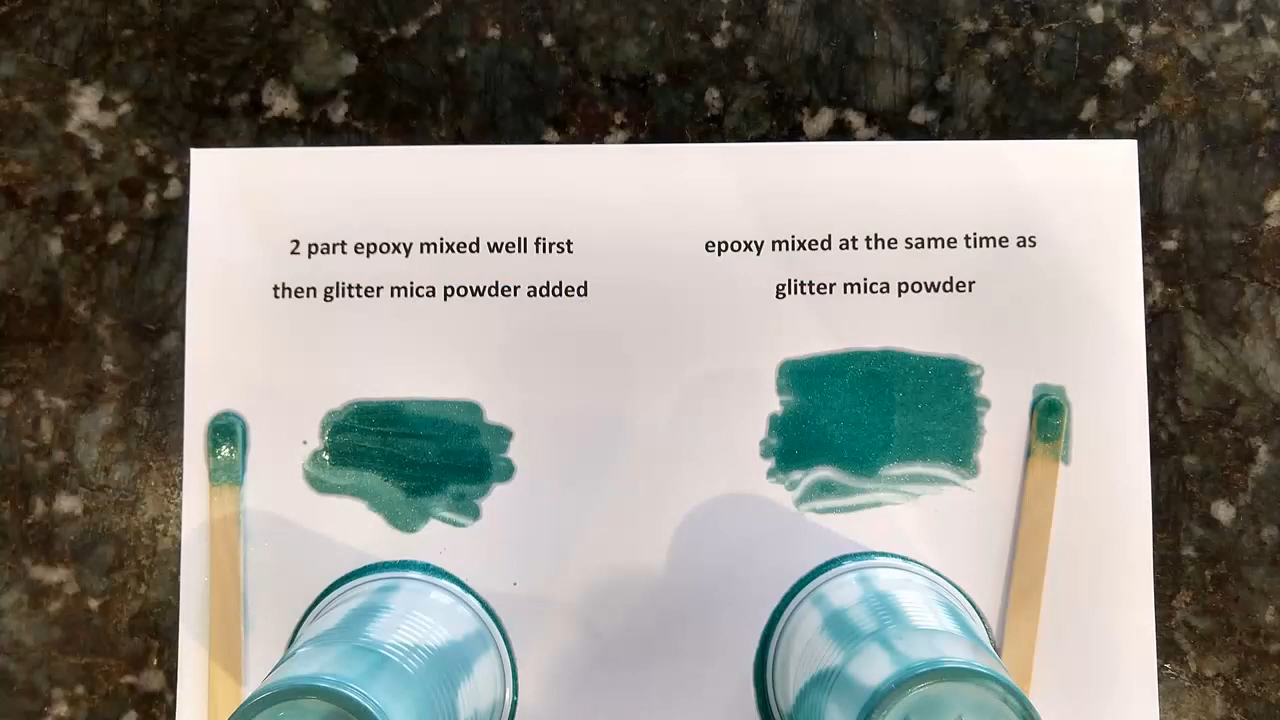 2 part epoxy mixed well first
then glitter mica powder added
epoxy mixed at the same time as
glitter mica powder